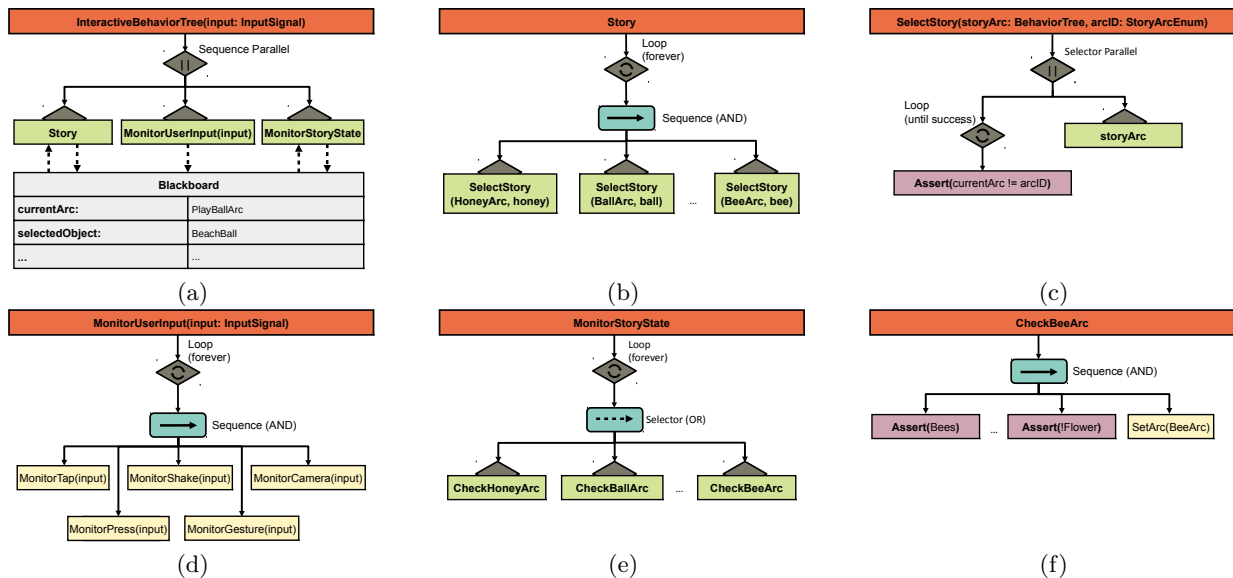 InteractiveBehaviorTree(input: InputSignal)
Sequence Parallel
Story
MonitorUserInput(input)
MonitorStoryState
Blackboard
currentArc:
PlayBallArc
selectedObject:
BeachBall
...
...
(a)
Story
Loop
(forever)
Sequence (AND)
SelectStory
(HoneyArc, honey)
SelectStory
(BallArc, ball)
...
SelectStory
(BeeArc, bee)
(b)
SelectStory(storyArc: BehaviorTree, arcID: StoryArcEnum)
Selector Parallel
Loop
(until success)
storyArc
Assert(currentArc != arcID)
(c)
MonitorUserInput(input: InputSignal)
Loop
(forever)
Sequence (AND)
MonitorTap(input)
MonitorShake(input)
MonitorCamera(input)
MonitorPress(input)
MonitorGesture(input)
(d)
MonitorStoryState
Loop
(forever)
Selector (OR)
CheckHoneyArc
CheckBallArc
...
CheckBeeArc
(e)
CheckBeeArc
Sequence (AND)
Assert(Bees)
...
Assert(!Flower)
SetArc(BeeArc)
(f)